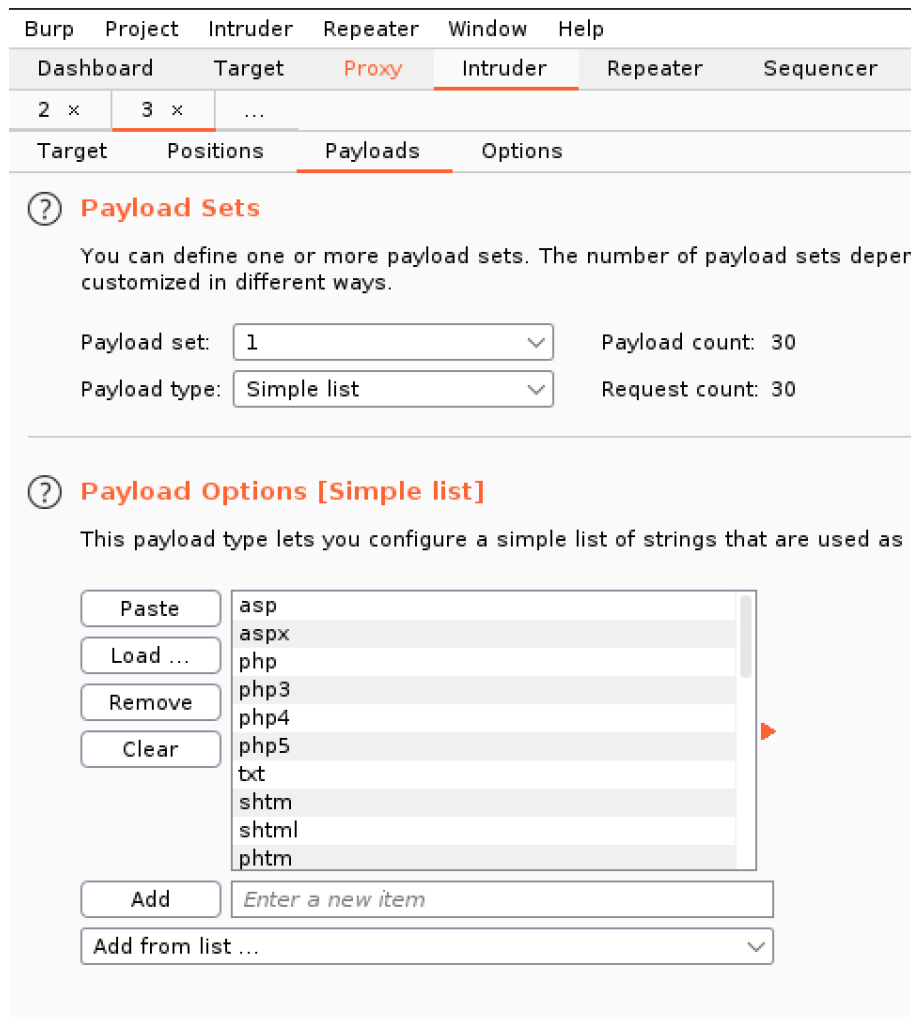 Burp Project Intruder Repeater Window Help
Dashboard Target Proxy Intruder Repeater Sequencer
2 × 3 × ...
Target Positions Payloads Options
? Payload Sets
You can define one or more payload sets. The number of payload sets deper
customized in different ways.
Payload set: 1 Payload count: 30
Payload type: Simple list Request count: 30
? Payload Options [Simple list]
This payload type lets you configure a simple list of strings that are used as
Paste
Load ...
Remove
Clear
asp
aspx
php
php3
php4
php5
txt
shtm
shtml
phtm
Add Enter a new item
Add from list ...